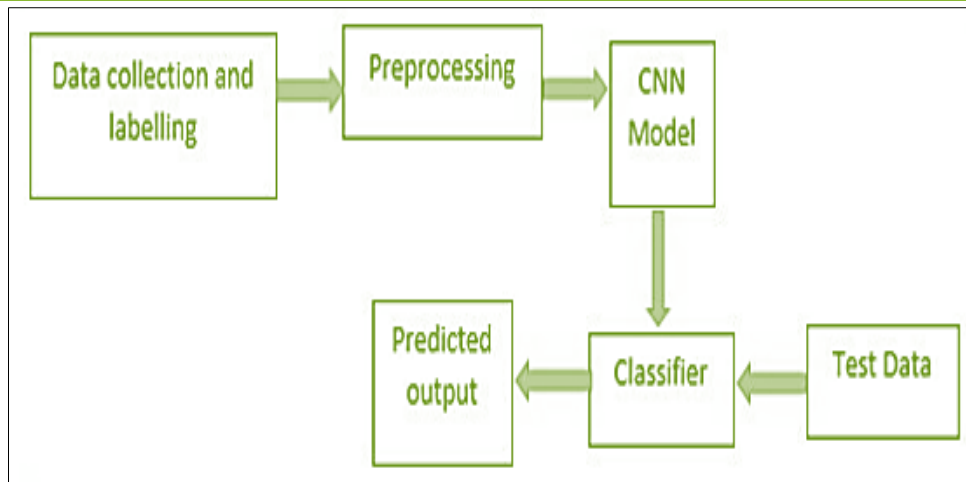 Data collection and
labelling
Preprocessing
CNN
Model
Predicted
output
Classifier
Test Data